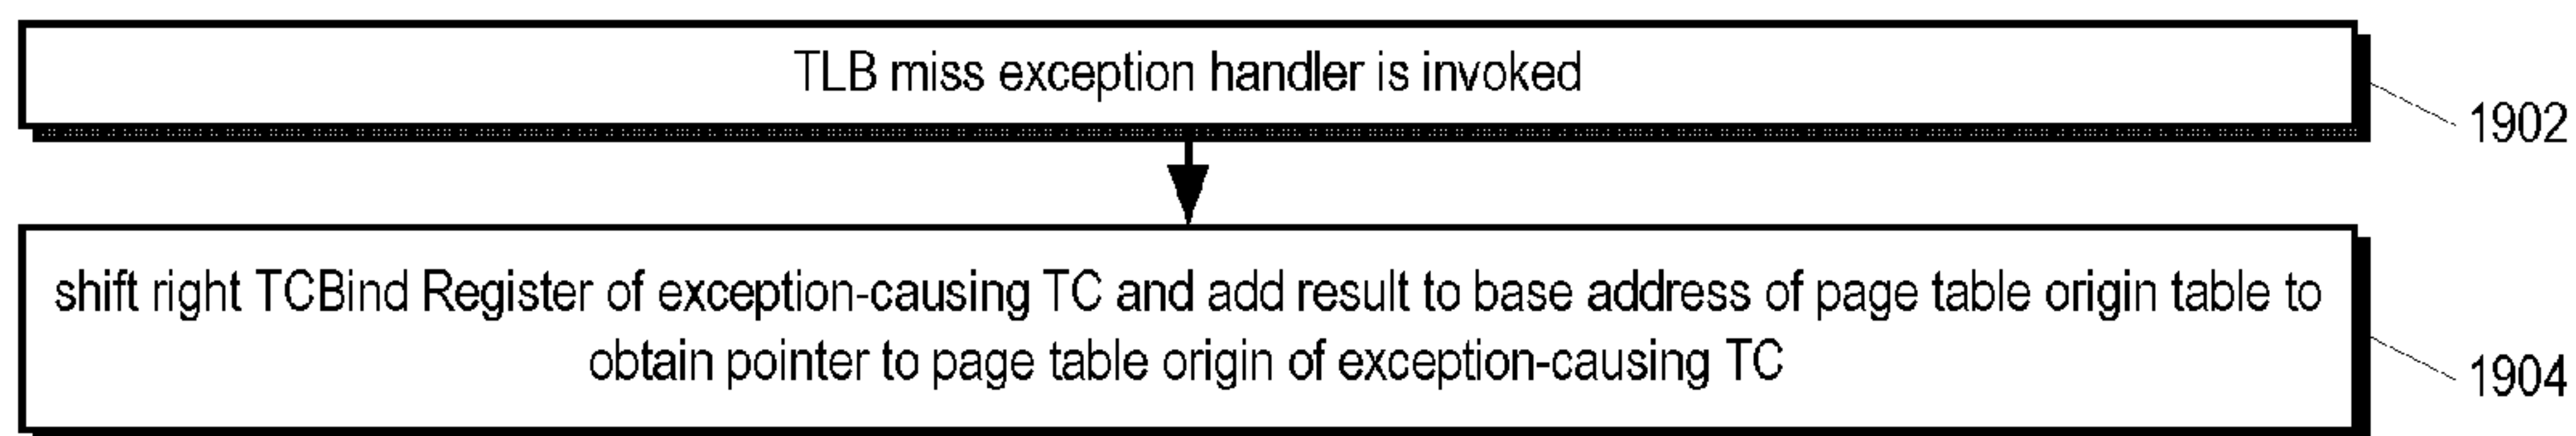 TLB miss exception handler is invoked
1902
shift right TCBind Register of exception-causing TC and add result to base address of page table origin table to
obtain pointer to page table origin of exception-causing TC
1904